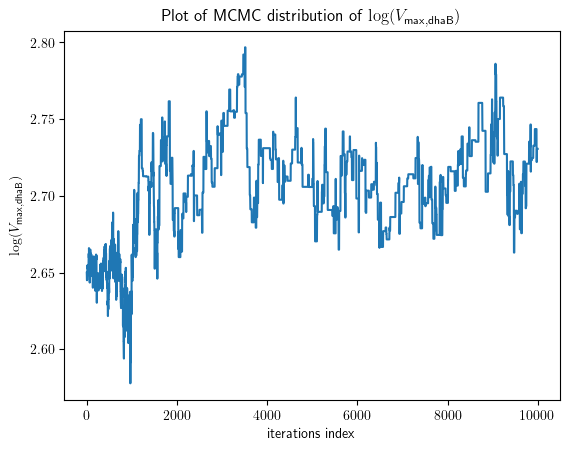 Plot of MCMC distribution of log(V_max,dhaB)
log(V_max,dhaB)
2.80
2.75
2.70
2.65
2.60
0 2000 4000 6000 8000 10000
iterations index